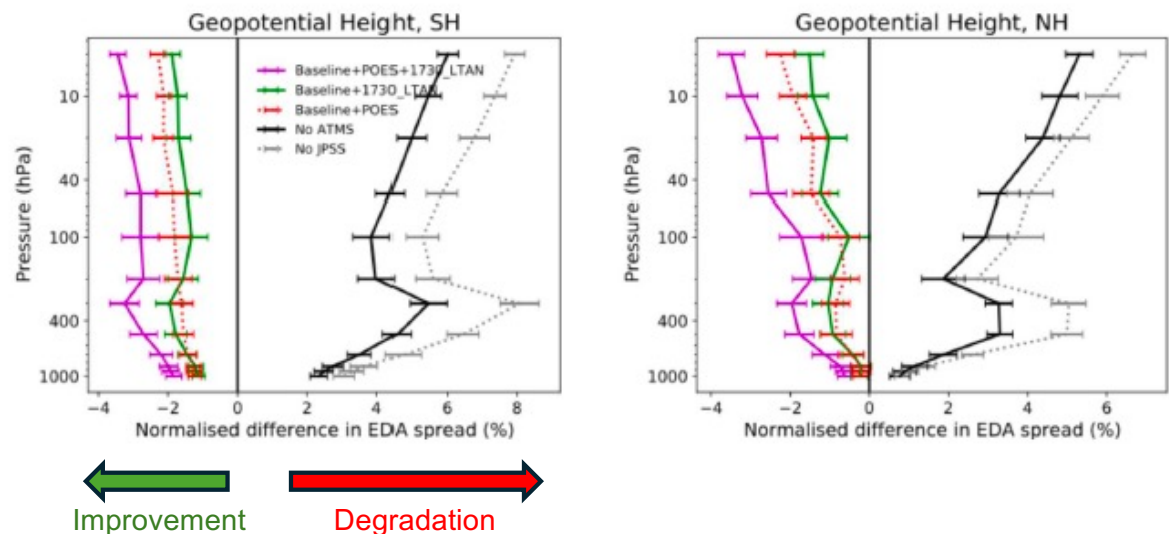 Geopotential Height, SH
Geopotential Height, NH
Baseline+POES+1730_LTAN
Baseline+1730_LTAN
Baseline+POES
No ATMS
No JPSS
Pressure (hPa)
10
40
100
400
1000
−4
−2
0
2
4
6
8
Normalised difference in EDA spread (%)
Pressure (hPa)
10
40
100
400
1000
−4
−2
0
2
4
6
Normalised difference in EDA spread (%)
Improvement
Degradation